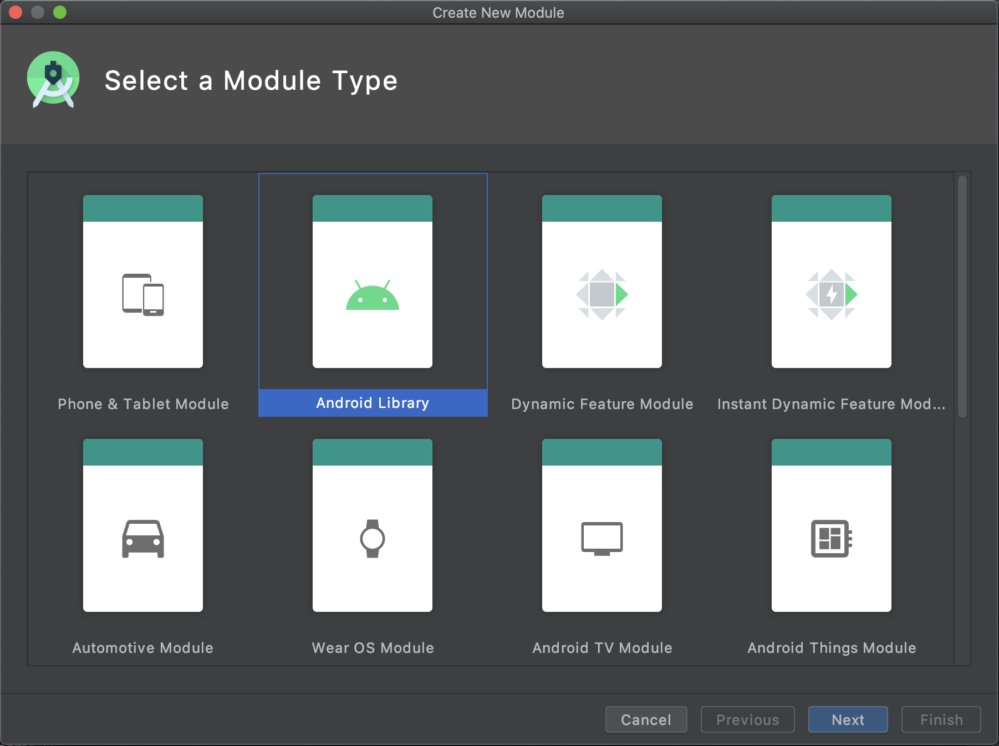 Create New Module
Select a Module Type
Phone & Tablet Module
Android Library
Dynamic Feature Module
Instant Dynamic Feature Mod...
Automotive Module
Wear OS Module
Android TV Module
Android Things Module
Cancel
Previous
Next
Finish